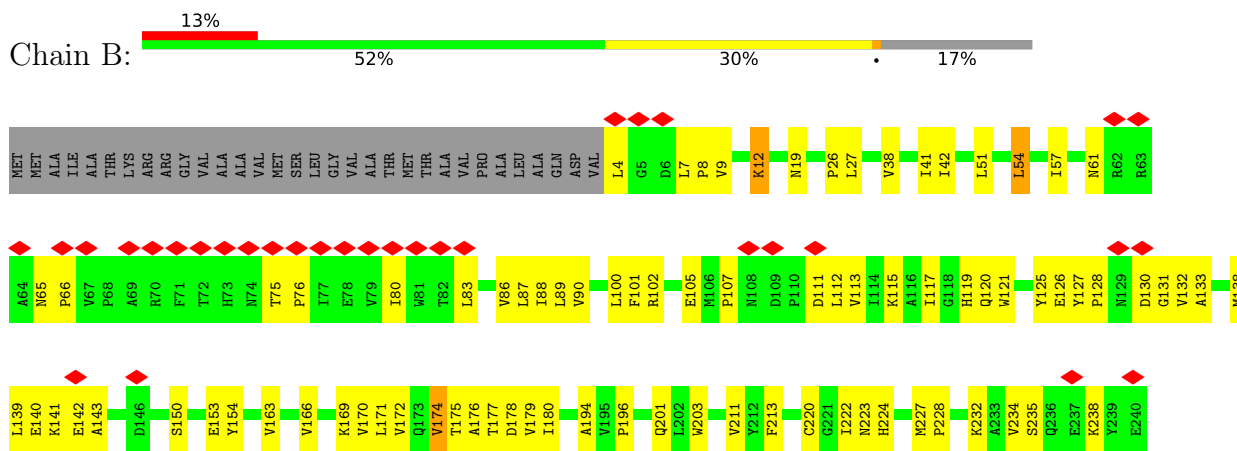 13%
Chain B:
52% 30% • 17%
MET MET ALA ILE ALA THR LYS ARG ARG GLY VAL ALA ALA VAL MET SER LEU GLY VAL ALA THR MET THR ALA VAL PRO ALA LEU ALA GLN ASP VAL L4 G5 D6 L7 P8 V9 K12 N19 P26 L27 V38 I41 I42 L51 L54 I57 N61 R62 R63
A64 N65 P66 V67 P68 A69 R70 F71 T72 H73 N74 T75 P76 I77 E78 V79 I80 W81 T82 L83 V86 L87 I88 L89 V90 L100 F101 R102 E105 M106 P107 N108 D109 P110 D111 L112 V113 I114 K115 A116 I117 G118 H119 Q120 W121 Y125 E126 Y127 P128 N129 D130 G131 V132 A133 M138
L139 E140 K141 E142 A143 D146 S150 E153 Y154 V163 V166 K169 V170 L171 V172 Q173 V174 T175 A176 T177 D178 V179 I180 A194 V195 P196 Q201 L202 W203 V211 Y212 F213 C220 G221 I222 N223 H224 M227 P228 K232 A233 V234 S235 Q236 E237 K238 Y239 E240